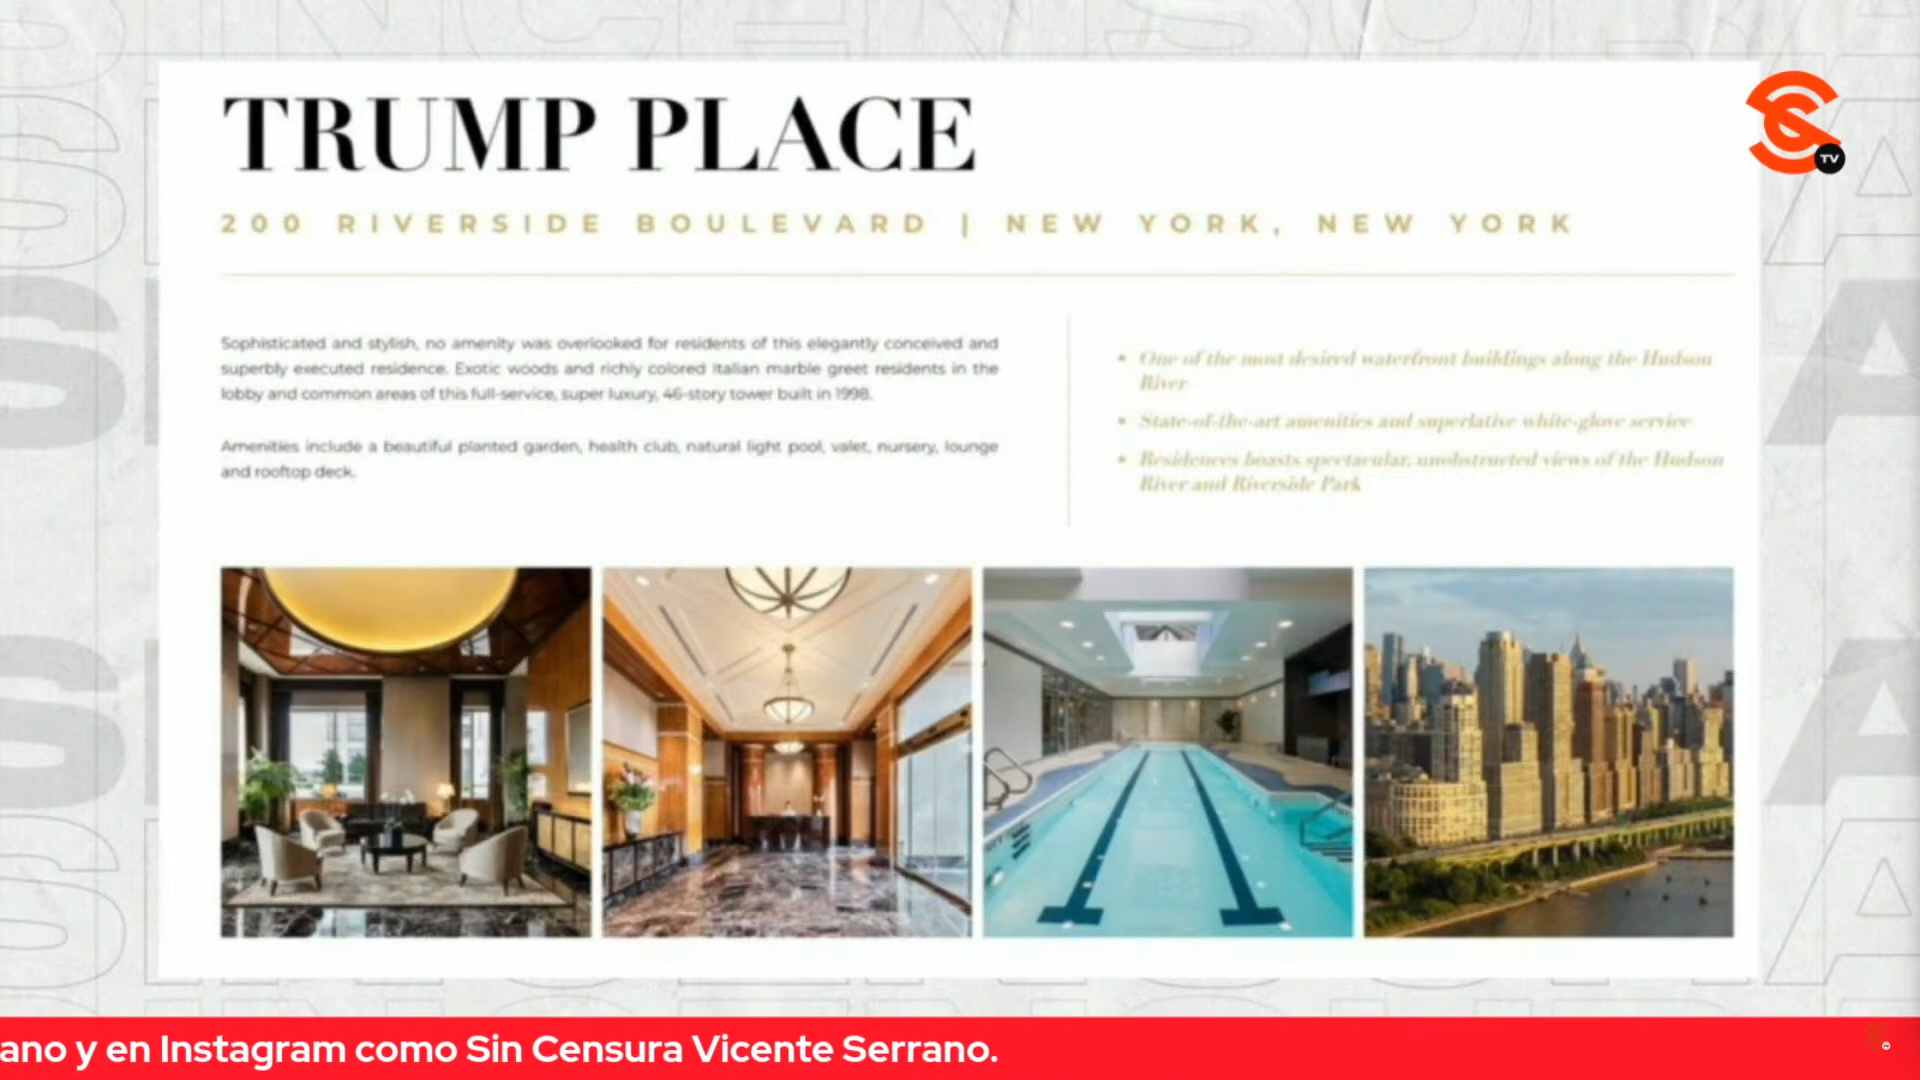 TRUMP PLACE
200 RIVERSIDE BOULEVARD | NEW YORK, NEW YORK
Sophisticated and stylish, no amenity was overlooked for residents of this elegantly conceived and
superbly executed residence. Exotic woods and richly colored Italian marble greet residents in the
lobby and common areas of this full-service, super luxury, 46-story tower built in 1998.
Amenities include a beautiful planted garden, health club, natural light pool, valet, nursery, lounge
and rooftop deck.
• One of the most desired waterfront buildings along the Hudson
River
• State-of-the-art amenities and superlative white-glove service
• Residences boasts spectacular, unobstructed views of the Hudson
River and Riverside Park
TV
ano y en Instagram como Sin Censura Vicente Serrano.